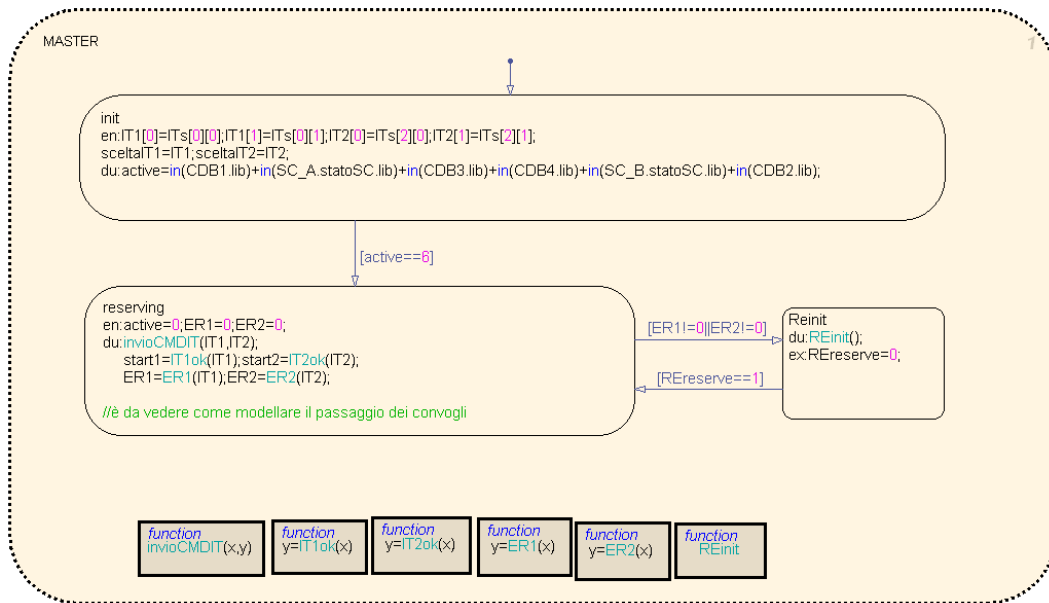 MASTER
1
init
en:IT1[0]=ITs[0][0];IT1[1]=ITs[0][1];IT2[0]=ITs[2][0];IT2[1]=ITs[2][1];
sceltaIT1=IT1;sceltaIT2=IT2;
du:active=in(CDB1.lib)+in(SC_A.statoSC.lib)+in(CDB3.lib)+in(CDB4.lib)+in(SC_B.statoSC.lib)+in(CDB2.lib);
[active==6]
reserving
en:active=0;ER1=0;ER2=0;
du:invioCMDIT(IT1,IT2);
start1=IT1ok(IT1);start2=IT2ok(IT2);
ER1=ER1(IT1);ER2=ER2(IT2);
//è da vedere come modellare il passaggio dei convogli
[ER1!=0||ER2!=0]
[REreserve==1]
Reinit
du:REinit();
ex:REreserve=0;
function
invioCMDIT(x,y)
function
y=IT1ok(x)
function
y=IT2ok(x)
function
y=ER1(x)
function
y=ER2(x)
function
REinit